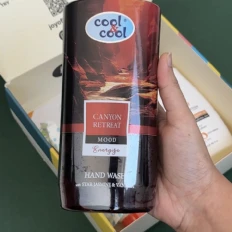 cool &
cool
CANYON
RETREAT
MOOD
Energize
HAND WASH